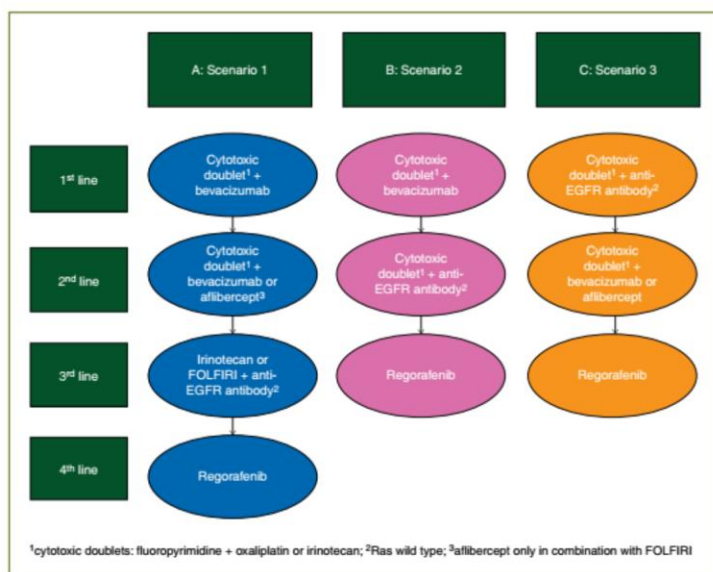 A: Scenario 1
B: Scenario 2
C: Scenario 3
1st line
Cytotoxic
doublet¹ +
bevacizumab
Cytotoxic
doublet¹ +
bevacizumab
Cytotoxic
doublet¹ + anti-
EGFR antibody²
2nd line
Cytotoxic
doublet¹ +
bevacizumab or
aflibercept³
Cytotoxic
doublet¹ + anti-
EGFR antibody²
Cytotoxic
doublet¹ +
bevacizumab or
aflibercept
3rd line
Irinotecan or
FOLFIRI + anti-
EGFR antibody²
Regorafenib
Regorafenib
4th line
Regorafenib
¹cytotoxic doublets: fluoropyrimidine + oxaliplatin or irinotecan; ²Ras wild type; ³aflibercept only in combination with FOLFIRI